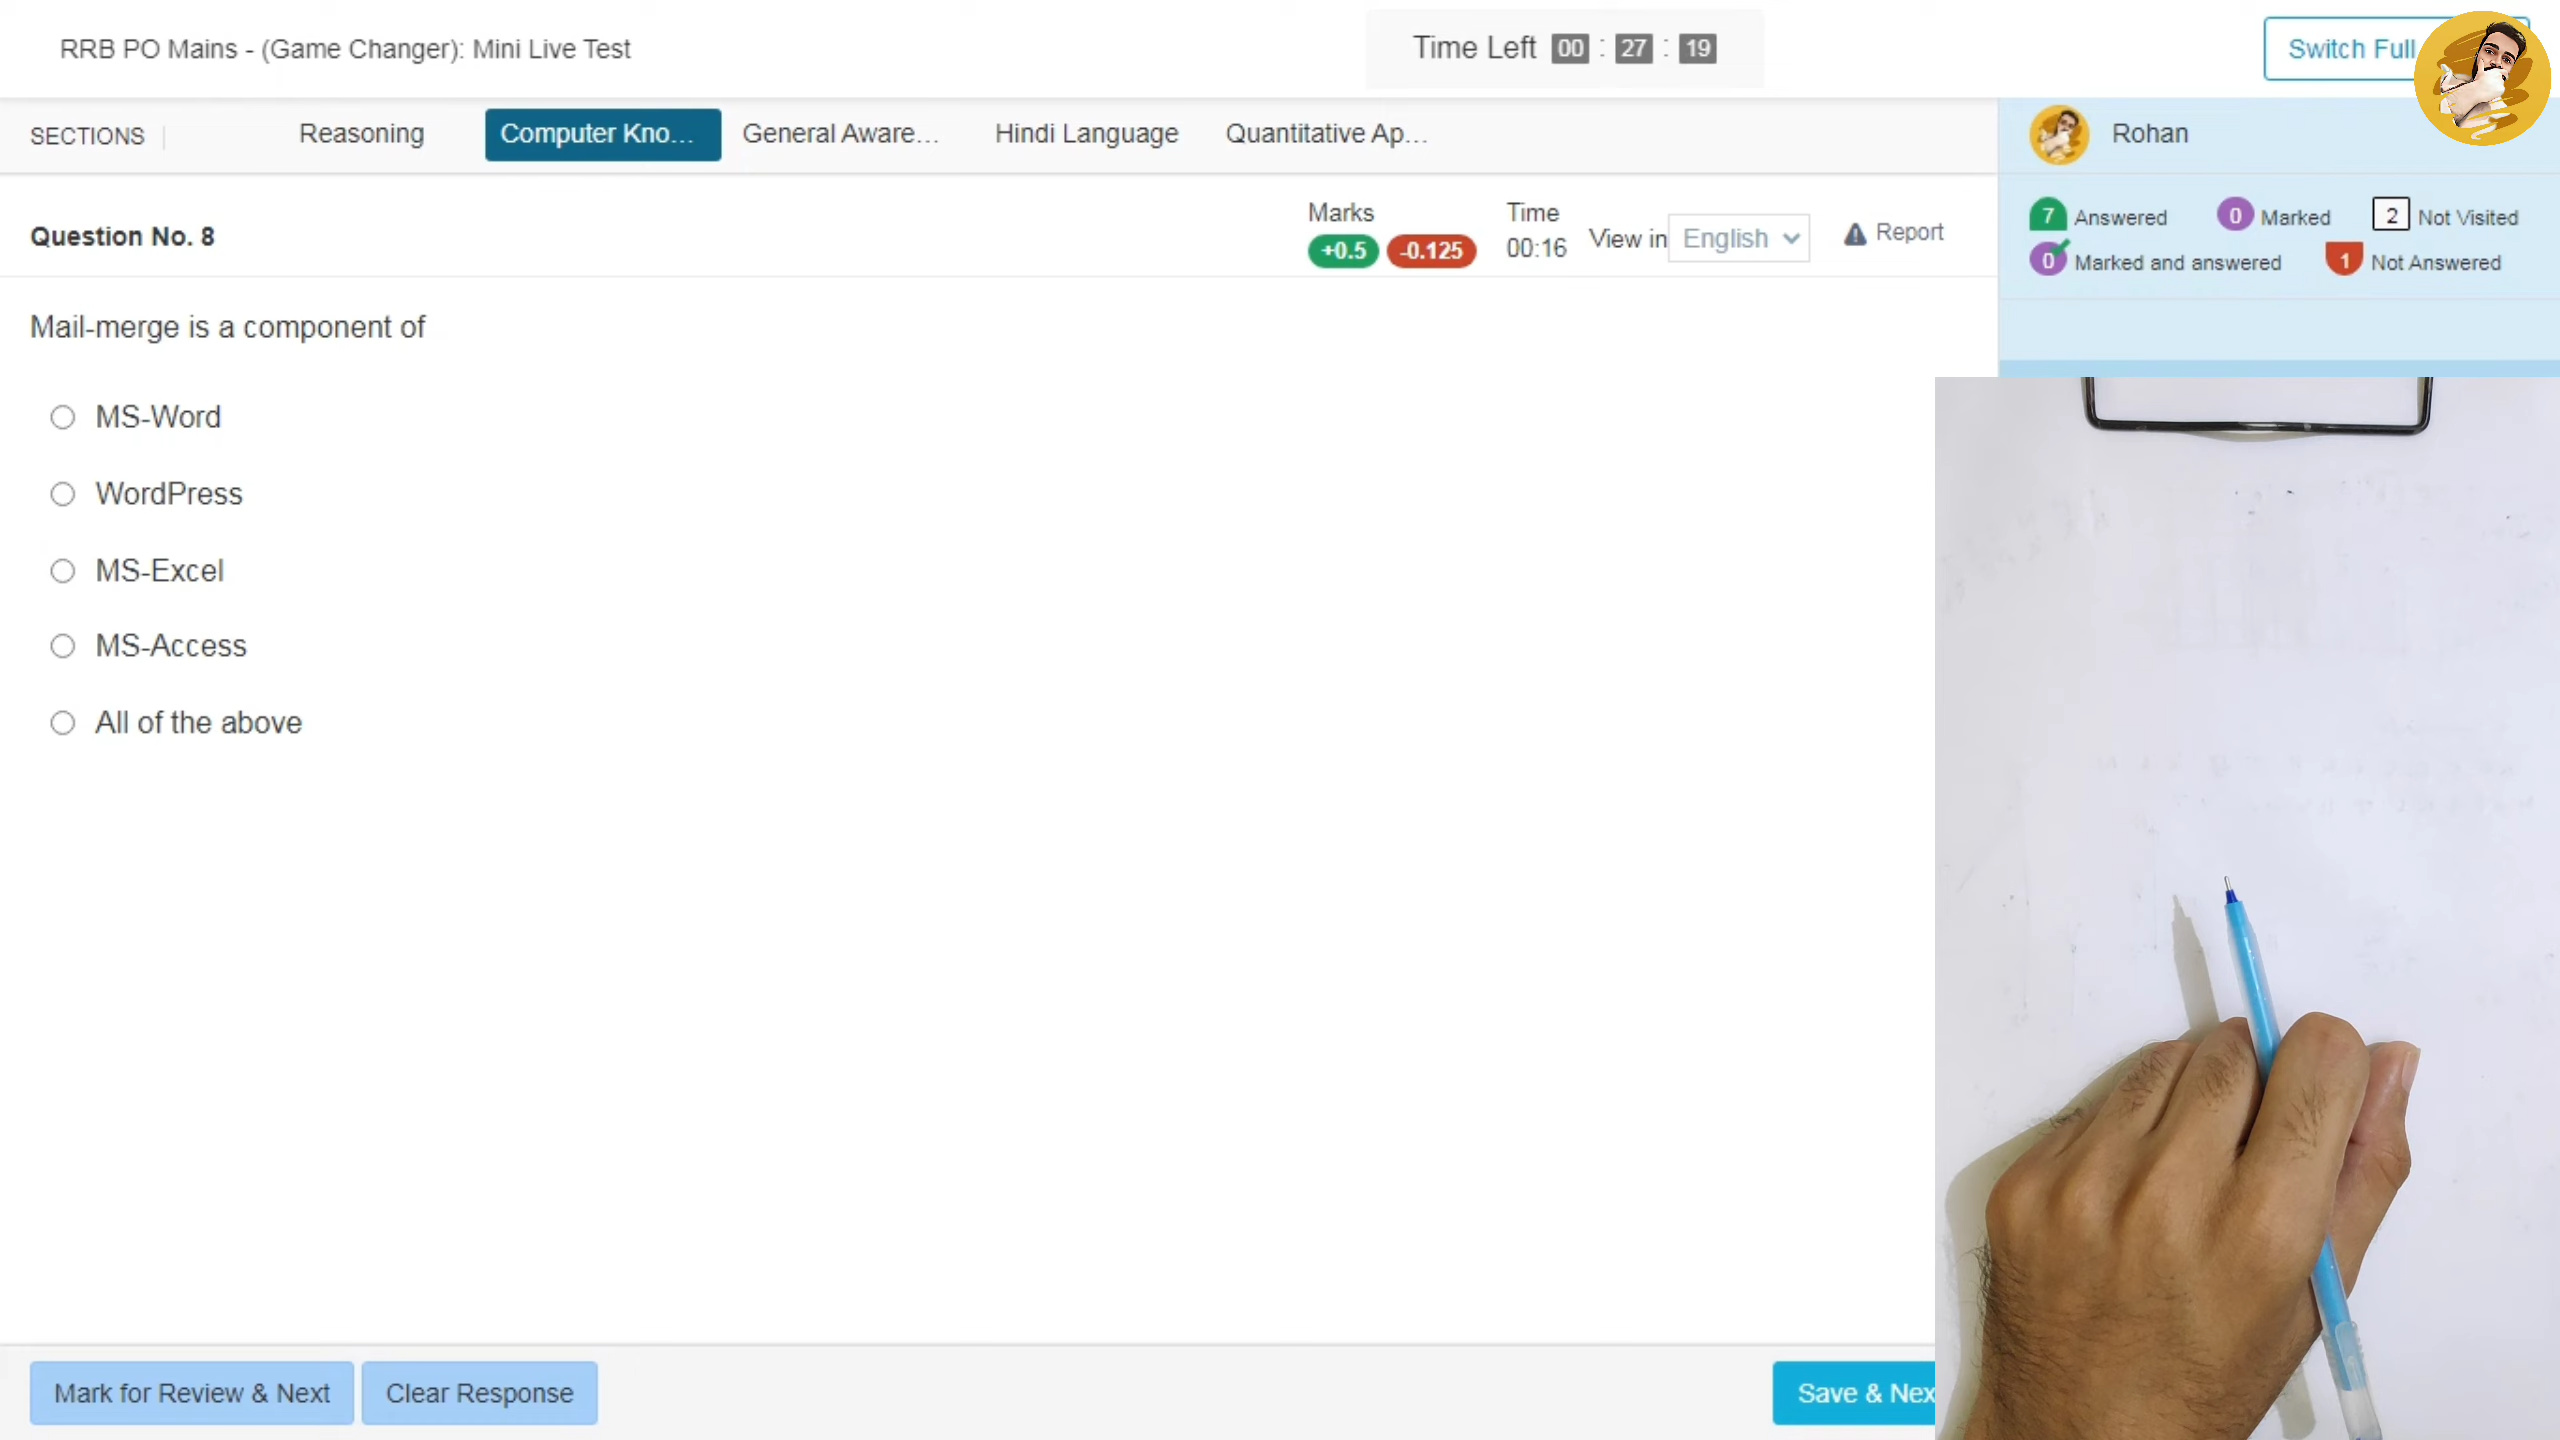 RRB PO Mains - (Game Changer): Mini Live Test
Time Left 00 : 27 : 19
Switch Full
SECTIONS
Reasoning
Computer Kno...
General Aware...
Hindi Language
Quantitative Ap...
Rohan
7 Answered
0 Marked
2 Not Visited
0 Marked and answered
1 Not Answered
Question No. 8
Marks
+0.5 -0.125
Time
00:16
View in English
Report
Mail-merge is a component of
MS-Word
WordPress
MS-Excel
MS-Access
All of the above
Mark for Review & Next
Clear Response
Save & Nex